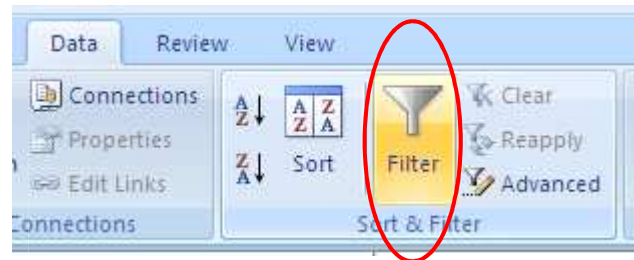 Data Review View
Connections
Properties
Edit Links
Connections
A Z
Z A
A Z
Z A
Sort
Filter
Clear
Reapply
Advanced
Sort & Filter